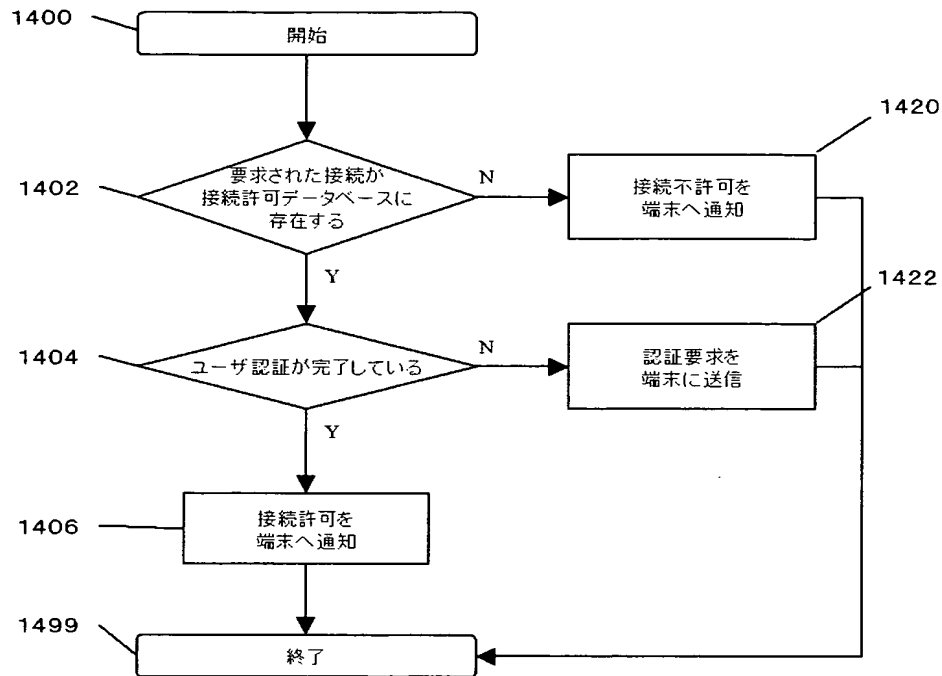 1400
開始
1402
要求された接続が
接続許可データベースに
存在する
N
1420
接続不許可を
端末へ通知
Y
1404
ユーザ認証が完了している
N
1422
認証要求を
端末に送信
Y
1406
接続許可を
端末へ通知
1499
終了